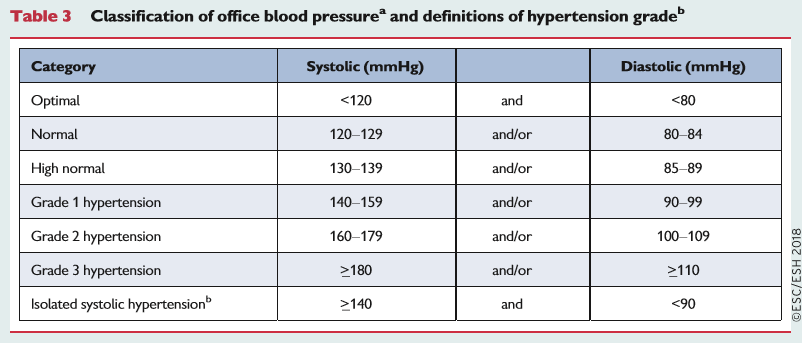 Table 3 Classification of office blood pressureᵃ and definitions of hypertension gradeᵇ
Category Systolic (mmHg) Diastolic (mmHg)
Optimal <120 and <80
Normal 120–129 and/or 80–84
High normal 130–139 and/or 85–89
Grade 1 hypertension 140–159 and/or 90–99
Grade 2 hypertension 160–179 and/or 100–109
Grade 3 hypertension ≥180 and/or ≥110
Isolated systolic hypertensionᵇ ≥140 and <90
©ESC/ESH 2018